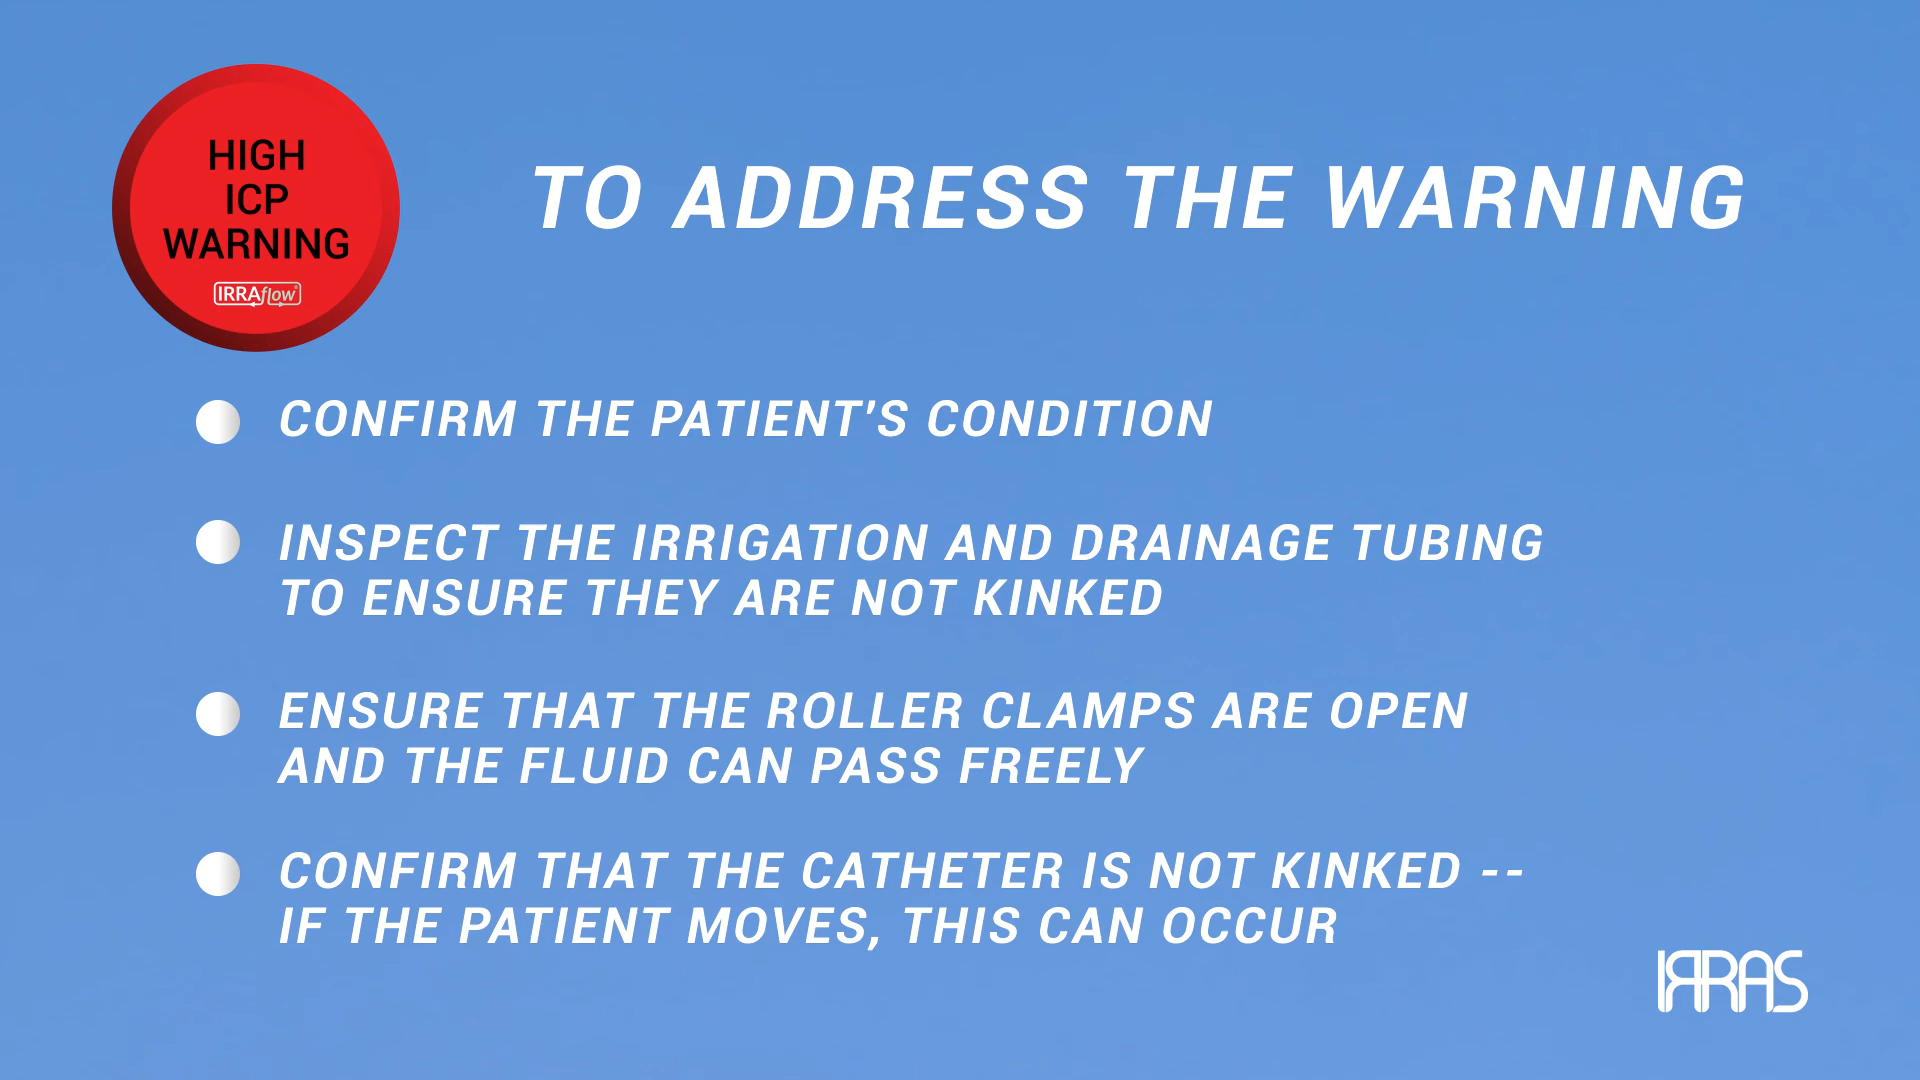 HIGH
ICP
WARNING
IRRAflow
TO ADDRESS THE WARNING
CONFIRM THE PATIENT'S CONDITION
INSPECT THE IRRIGATION AND DRAINAGE TUBING
TO ENSURE THEY ARE NOT KINKED
ENSURE THAT THE ROLLER CLAMPS ARE OPEN
AND THE FLUID CAN PASS FREELY
CONFIRM THAT THE CATHETER IS NOT KINKED --
IF THE PATIENT MOVES, THIS CAN OCCUR
IRRAS